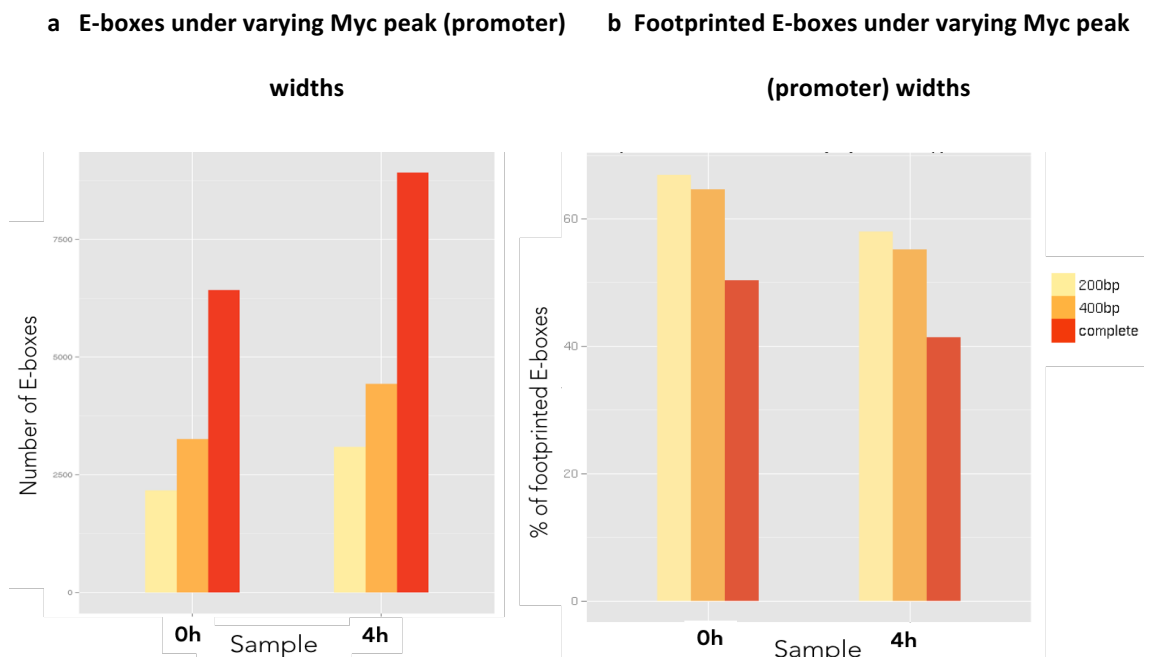 a E-boxes under varying Myc peak (promoter)
widths
Number of E-boxes
7500
5000
2500
0
0h
4h
Sample
b Footprinted E-boxes under varying Myc peak
(promoter) widths
% of footprinted E-boxes
60
40
20
0
0h
4h
Sample
200bp
400bp
complete